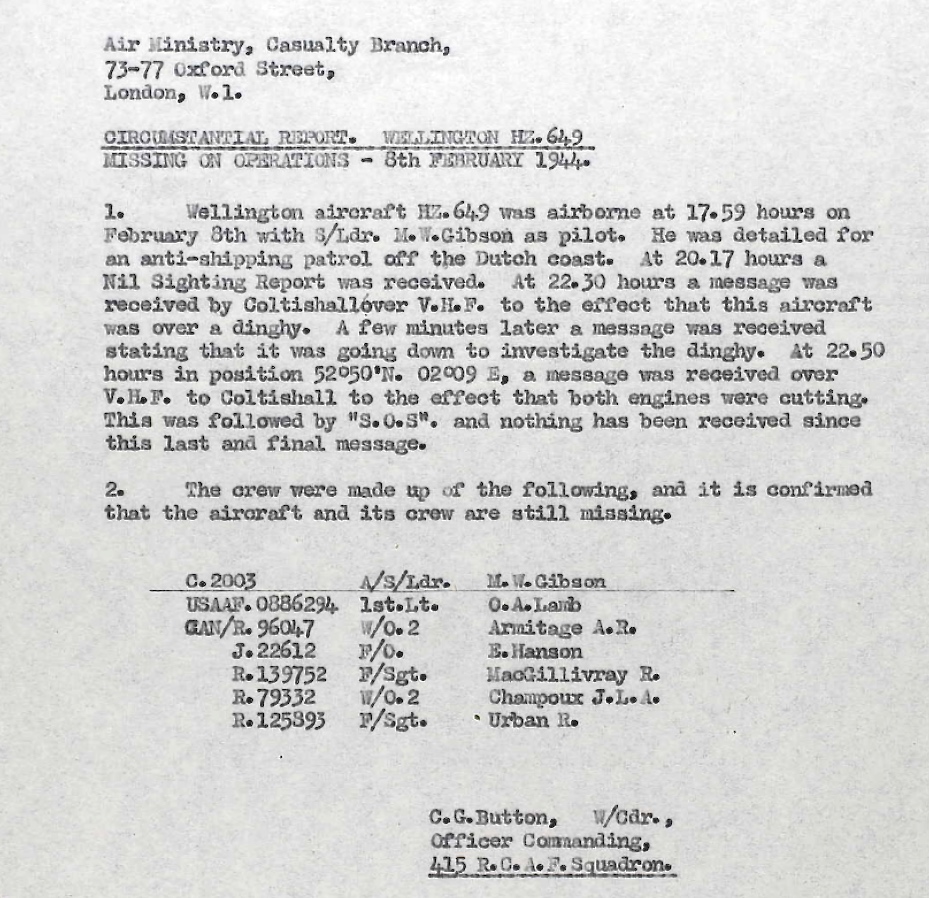 Air Ministry, Casualty Branch,
73-77 Oxford Street,
London, W.1.
CIRCUMSTANTIAL REPORT. WELLINGTON HZ.649
MISSING ON OPERATIONS - 8th FEBRUARY 1944.
1. Wellington aircraft HZ.649 was airborne at 17.59 hours on
February 8th with S/Ldr. M.W.Gibson as pilot. He was detailed for
an anti-shipping patrol off the Dutch coast. At 20.17 hours a
Nil Sighting Report was received. At 22.30 hours a message was
received by Coltishallover V.H.F. to the effect that this aircraft
was over a dinghy. A few minutes later a message was received
stating that it was going down to investigate the dinghy. At 22.50
hours in position 52°50'N. 02°09 E, a message was received over
V.H.F. to Coltishall to the effect that both engines were cutting.
This was followed by "S.O.S". and nothing has been received since
this last and final message.
2. The crew were made up of the following, and it is confirmed
that the aircraft and its crew are still missing.
C.2003 A/S/Ldr. M.W.Gibson
USAAF.0886294 1st.Lt. O.A.Lamb
CAN/R.96047 W/O.2 Armitage A.R.
J.22612 F/O. E.Hanson
R.139752 F/Sgt. MacGillivray R.
R.79332 W/O.2 Champoux J.L.A.
R.125893 F/Sgt. Urban R.
C.G.Button, W/Cdr.,
Officer Commanding,
415 R.C.A.F.Squadron.